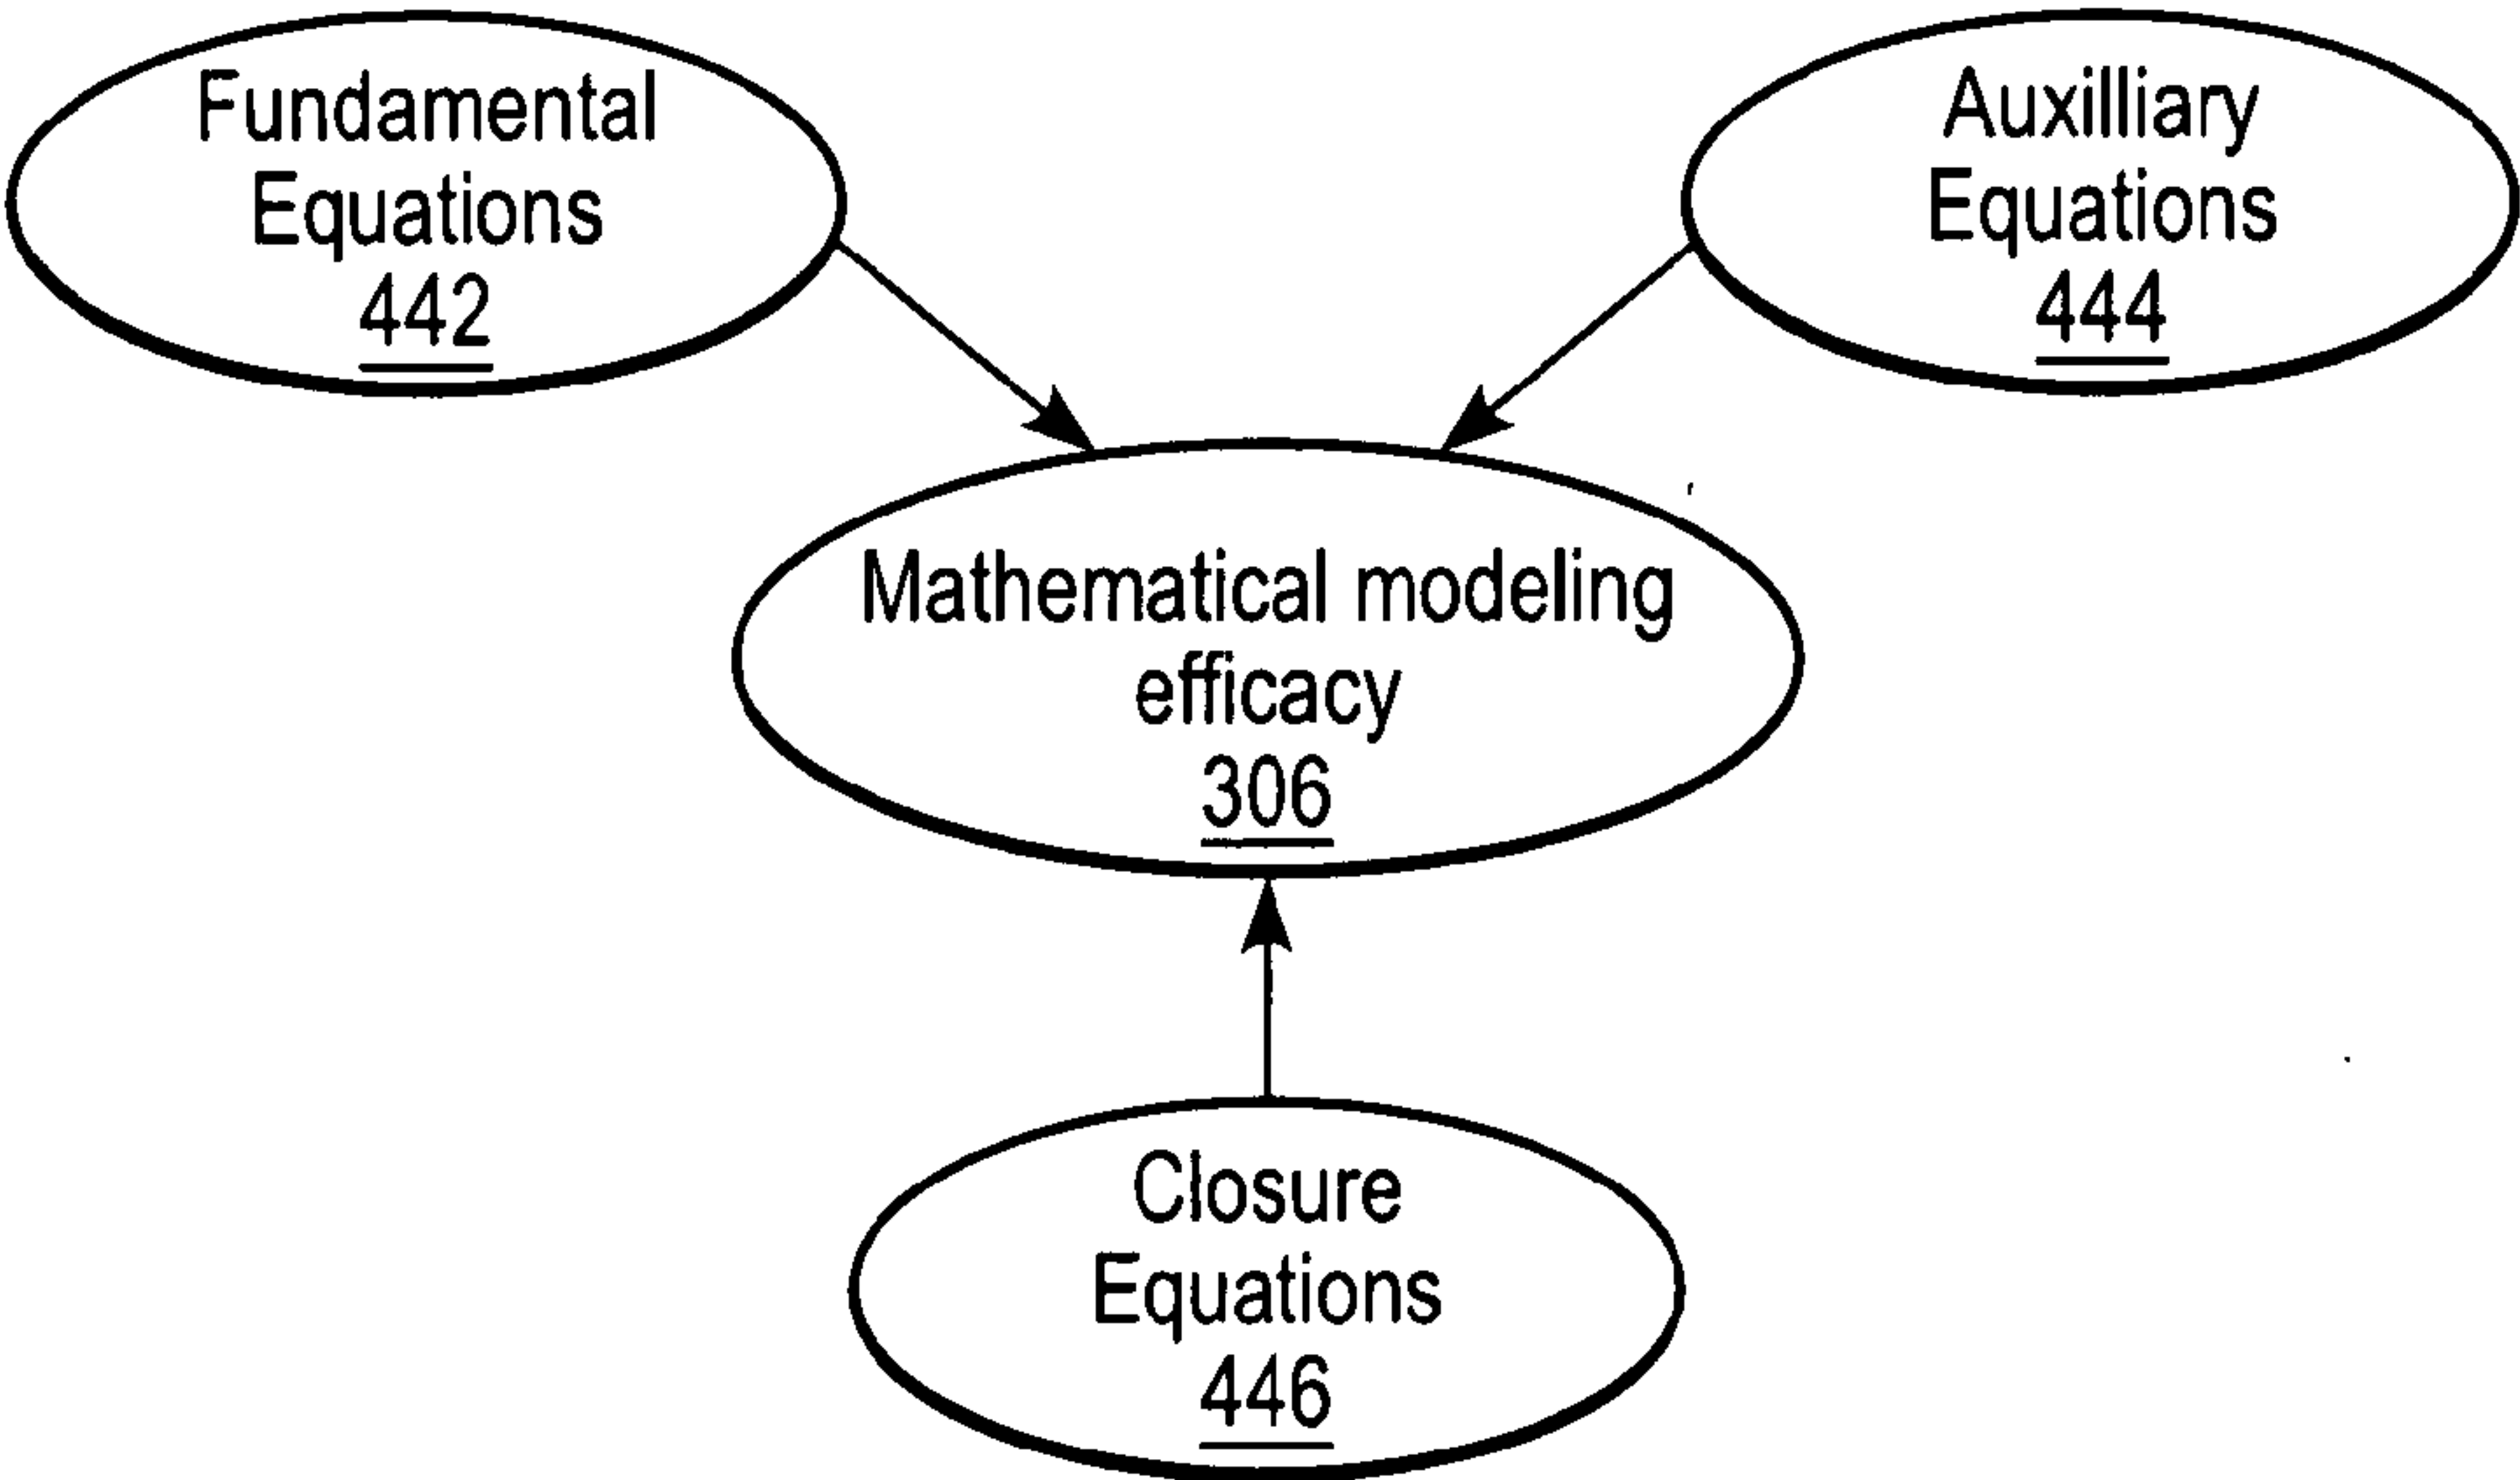 Fundamental
Equations
442
Auxilliary
Equations
444
Mathematical modeling
efficacy
306
Closure
Equations
446